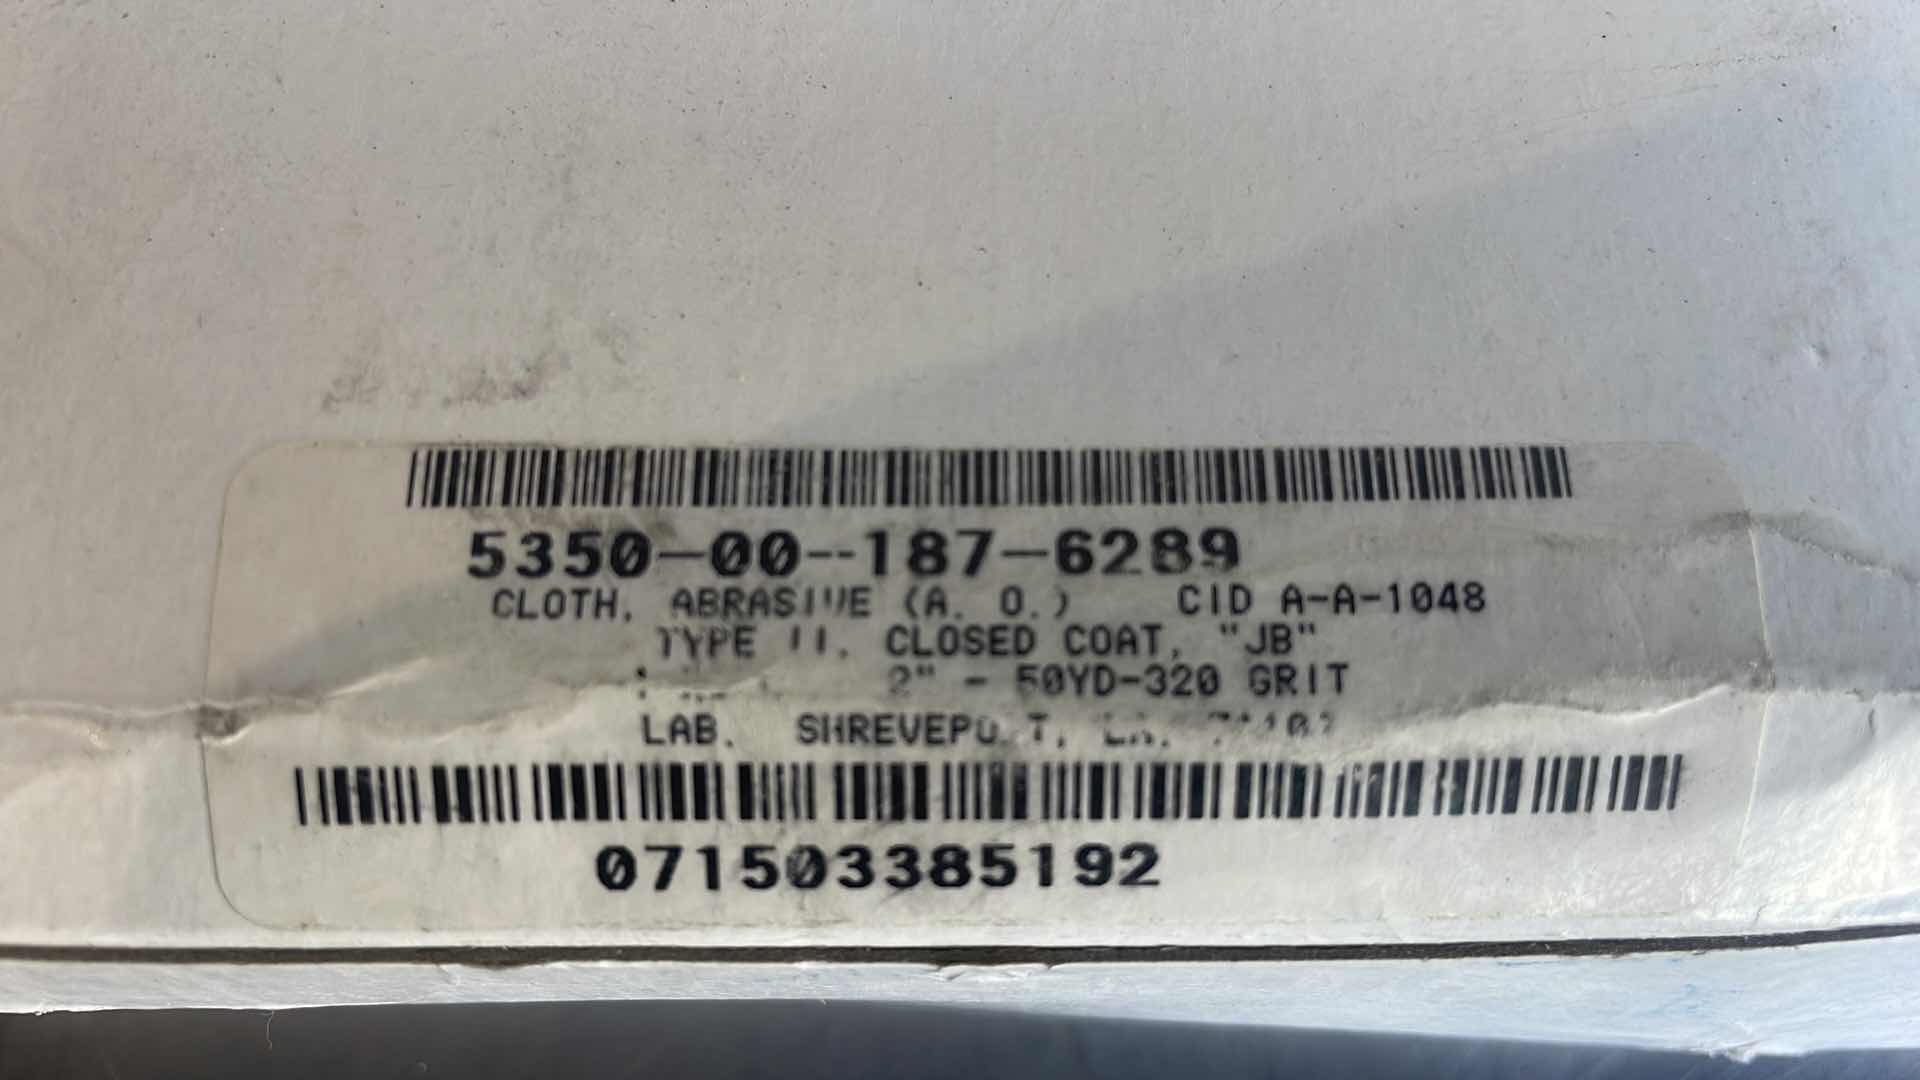 5350-00--187-6289
CLOTH, ABRASIVE (A. O.) CID A-A-1048
TYPE II, CLOSED COAT, "JB"
2" - 50YD-320 GRIT
LAB. SHREVEPORT,
071503385192